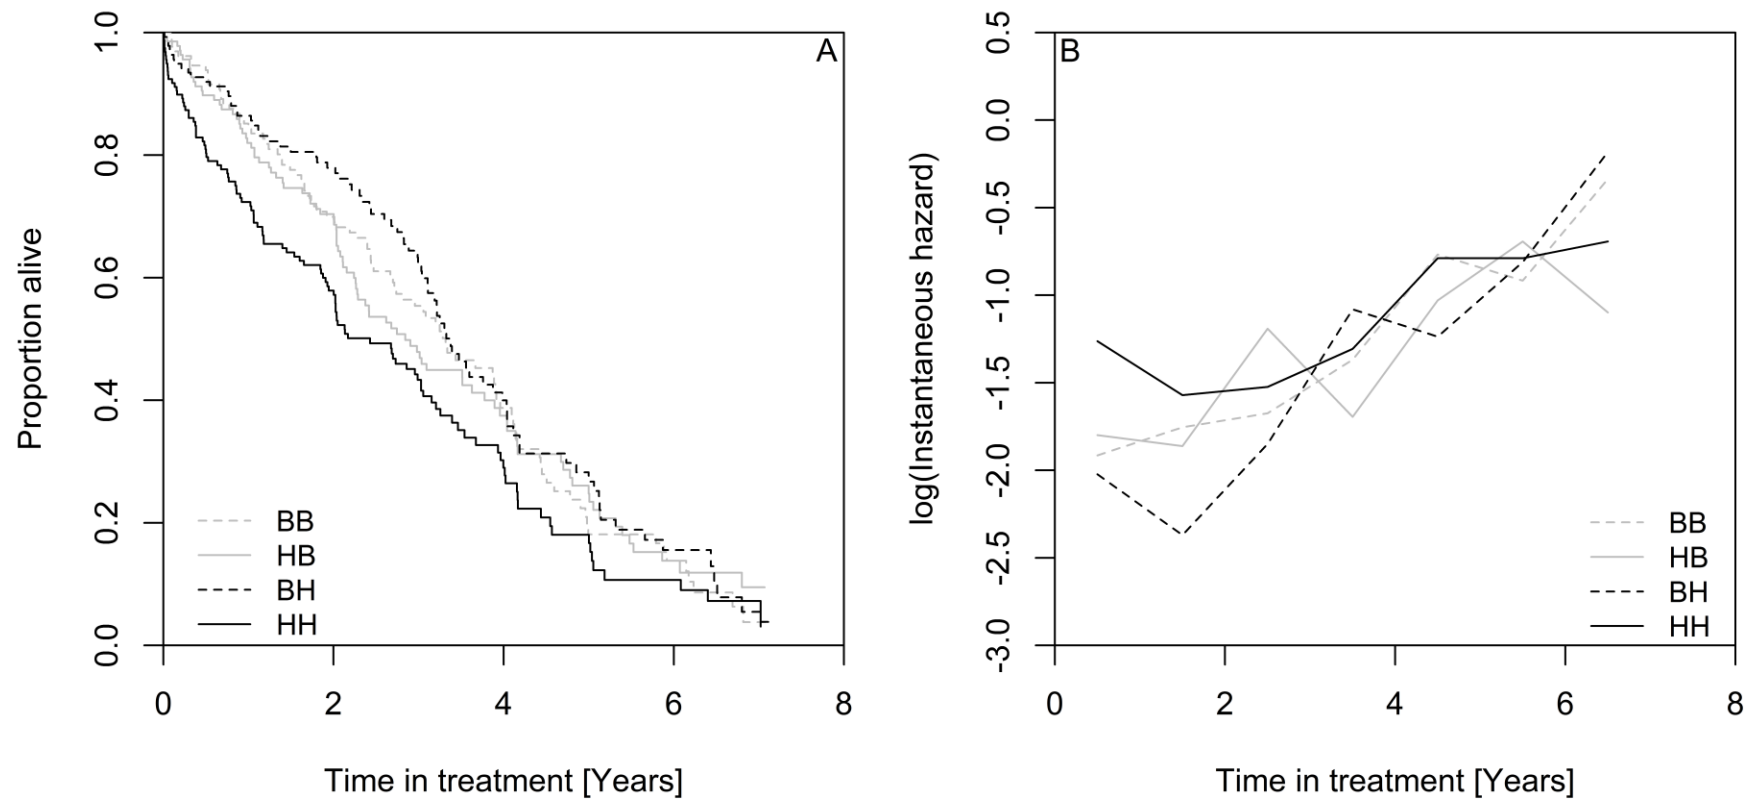 A
Proportion alive
1.0
0.8
0.6
0.4
0.2
0.0
BB
HB
BH
HH
0 2 4 6 8
Time in treatment [Years]
B
log(Instantaneous hazard)
0.5
0.0
-0.5
-1.0
-1.5
-2.0
-2.5
-3.0
BB
HB
BH
HH
0 2 4 6 8
Time in treatment [Years]